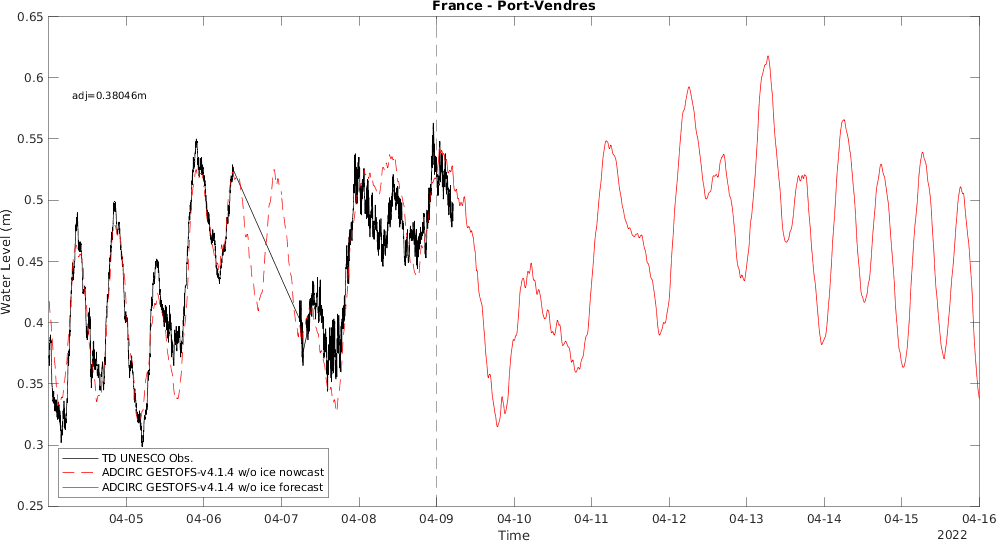 France - Port-Vendres
0.65
0.6
0.55
0.5
0.45
0.4
0.35
0.3
0.25
Water Level (m)
adj=0.38046m
TD UNESCO Obs.
ADCIRC GESTOFS-v4.1.4 w/o ice nowcast
ADCIRC GESTOFS-v4.1.4 w/o ice forecast
04-05 04-06 04-07 04-08 04-09 04-10 04-11 04-12 04-13 04-14 04-15 04-16
Time
2022